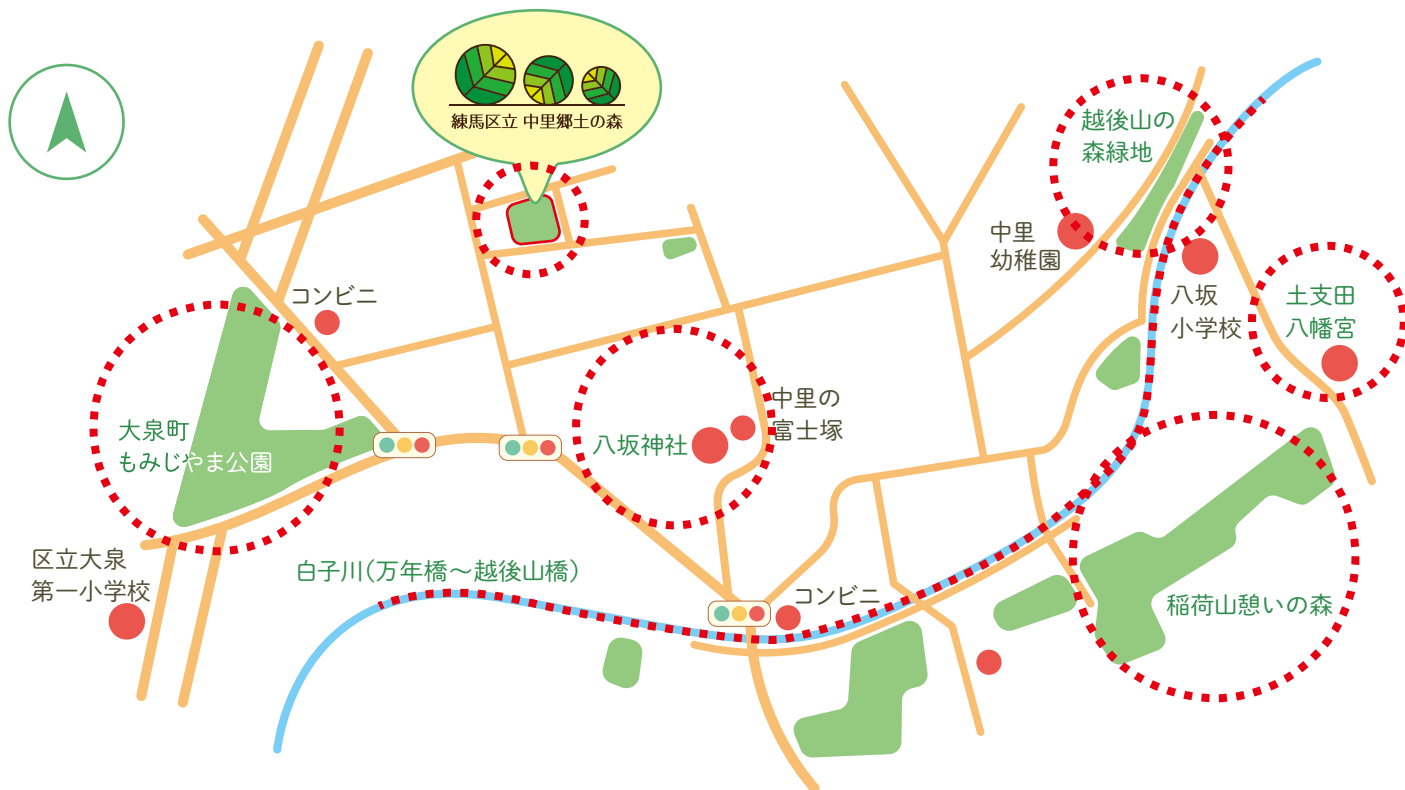 練馬区立 中里郷土の森
越後山の
森緑地
中里
幼稚園
八坂
小学校
土支田
八幡宮
コンビニ
中里の
富士塚
八坂神社
大泉町
もみじやま公園
区立大泉
第一小学校
白子川(万年橋～越後山橋)
コンビニ
稲荷山憩いの森